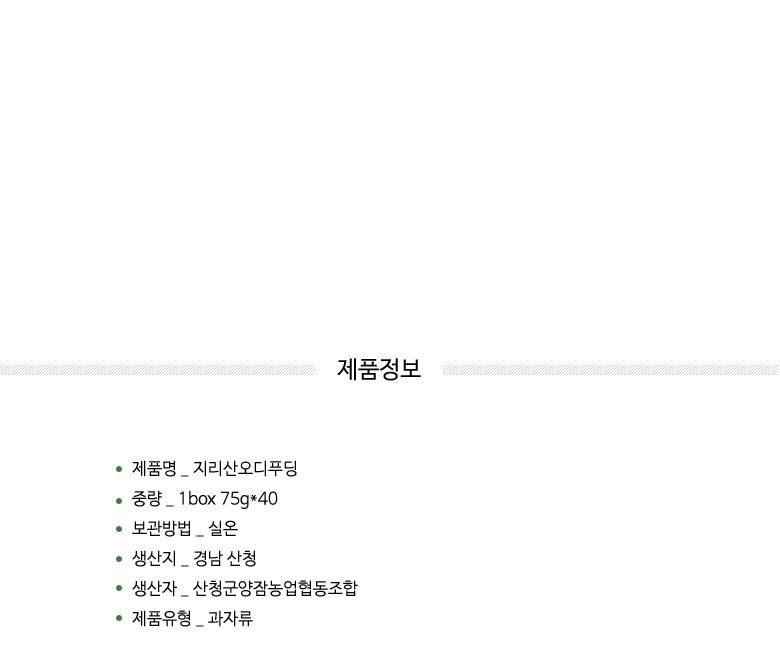 제품정보
제품명 _ 지리산오디푸딩
중량 _ 1box 75g*40
보관방법 _ 실온
생산지 _ 경남 산청
생산자 _ 산청군양잠농업협동조합
제품유형 _ 과자류